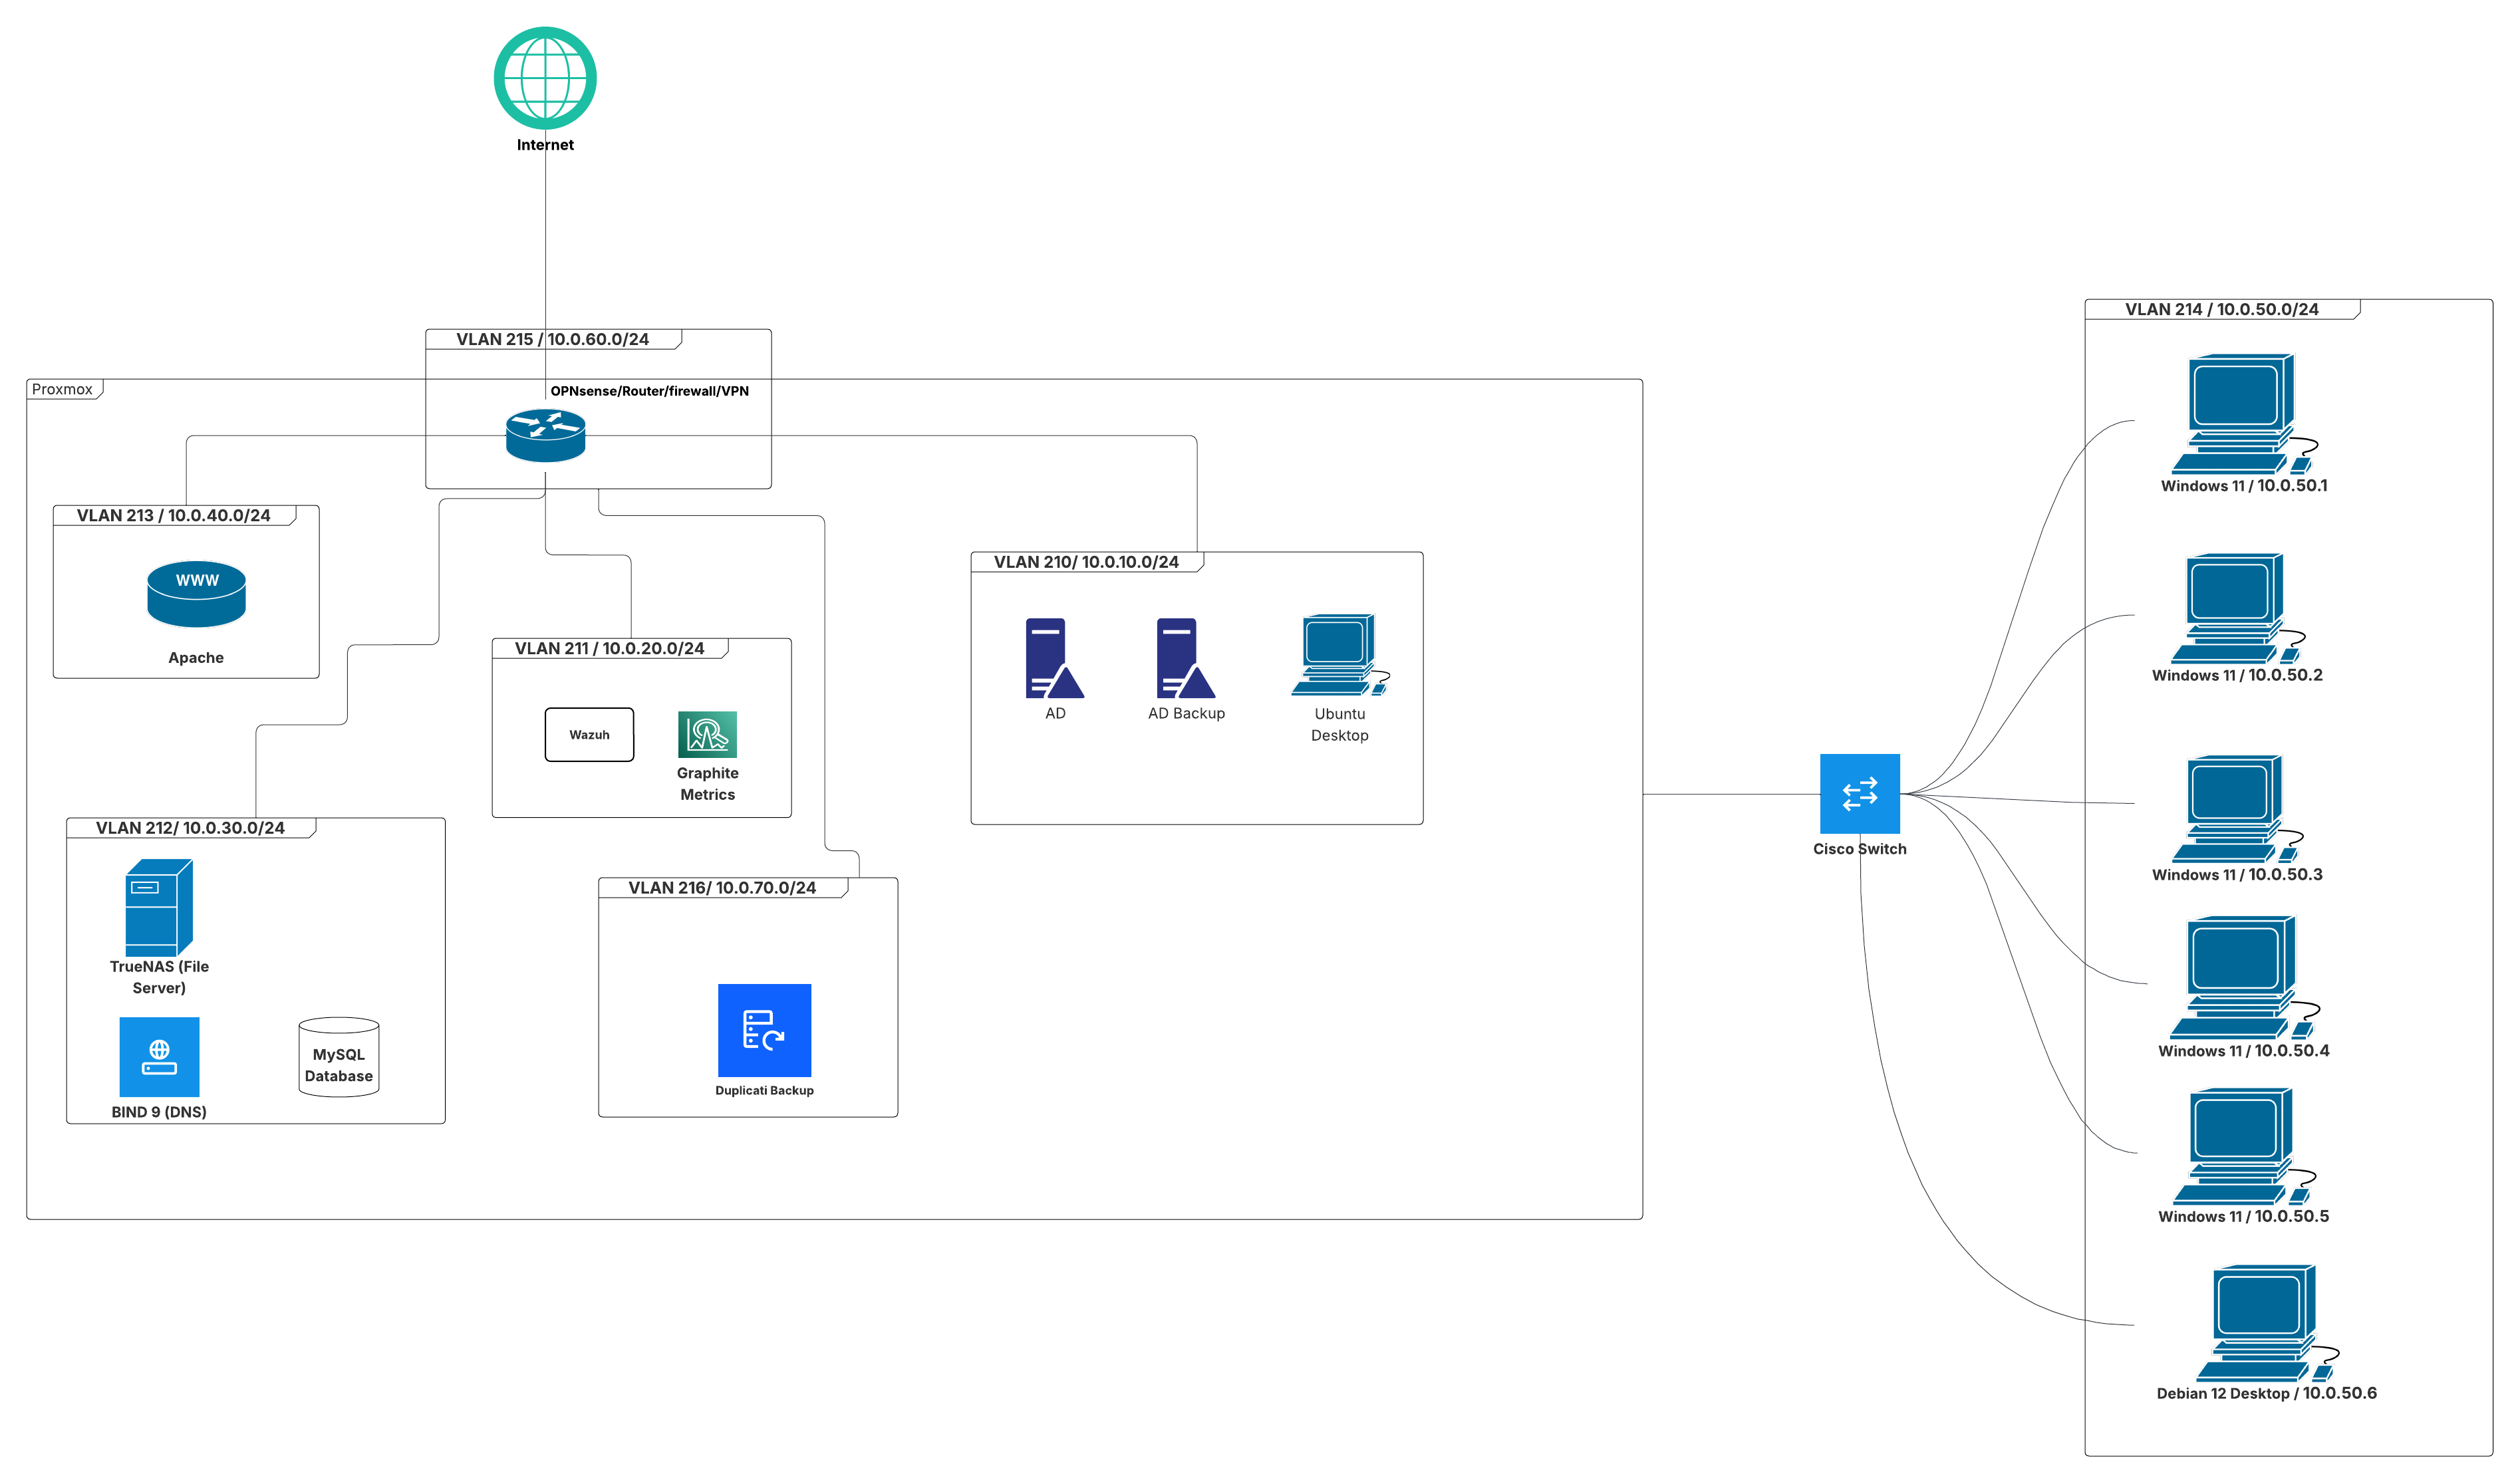 Internet
VLAN 215 / 10.0.60.0/24
Proxmox
OPNsense/Router/firewall/VPN
VLAN 213 / 10.0.40.0/24
WWW
Apache
VLAN 211 / 10.0.20.0/24
Wazuh
Graphite
Metrics
VLAN 210/ 10.0.10.0/24
AD
AD Backup
Ubuntu
Desktop
VLAN 212/ 10.0.30.0/24
TrueNAS (File
Server)
BIND 9 (DNS)
MySQL
Database
VLAN 216/ 10.0.70.0/24
Duplicati Backup
Cisco Switch
VLAN 214 / 10.0.50.0/24
Windows 11 / 10.0.50.1
Windows 11 / 10.0.50.2
Windows 11 / 10.0.50.3
Windows 11 / 10.0.50.4
Windows 11 / 10.0.50.5
Debian 12 Desktop / 10.0.50.6